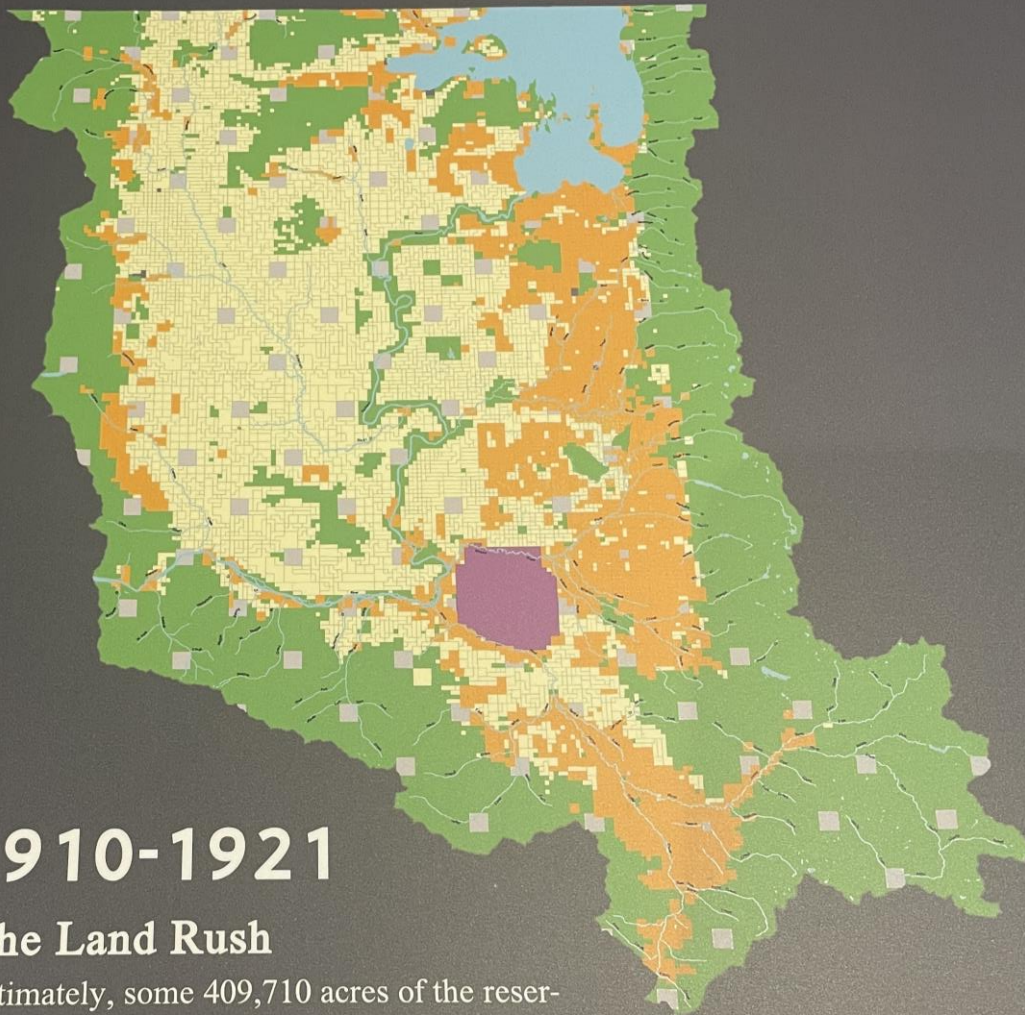 910-1921
he Land Rush
timately, some 409,710 acres of the reser-